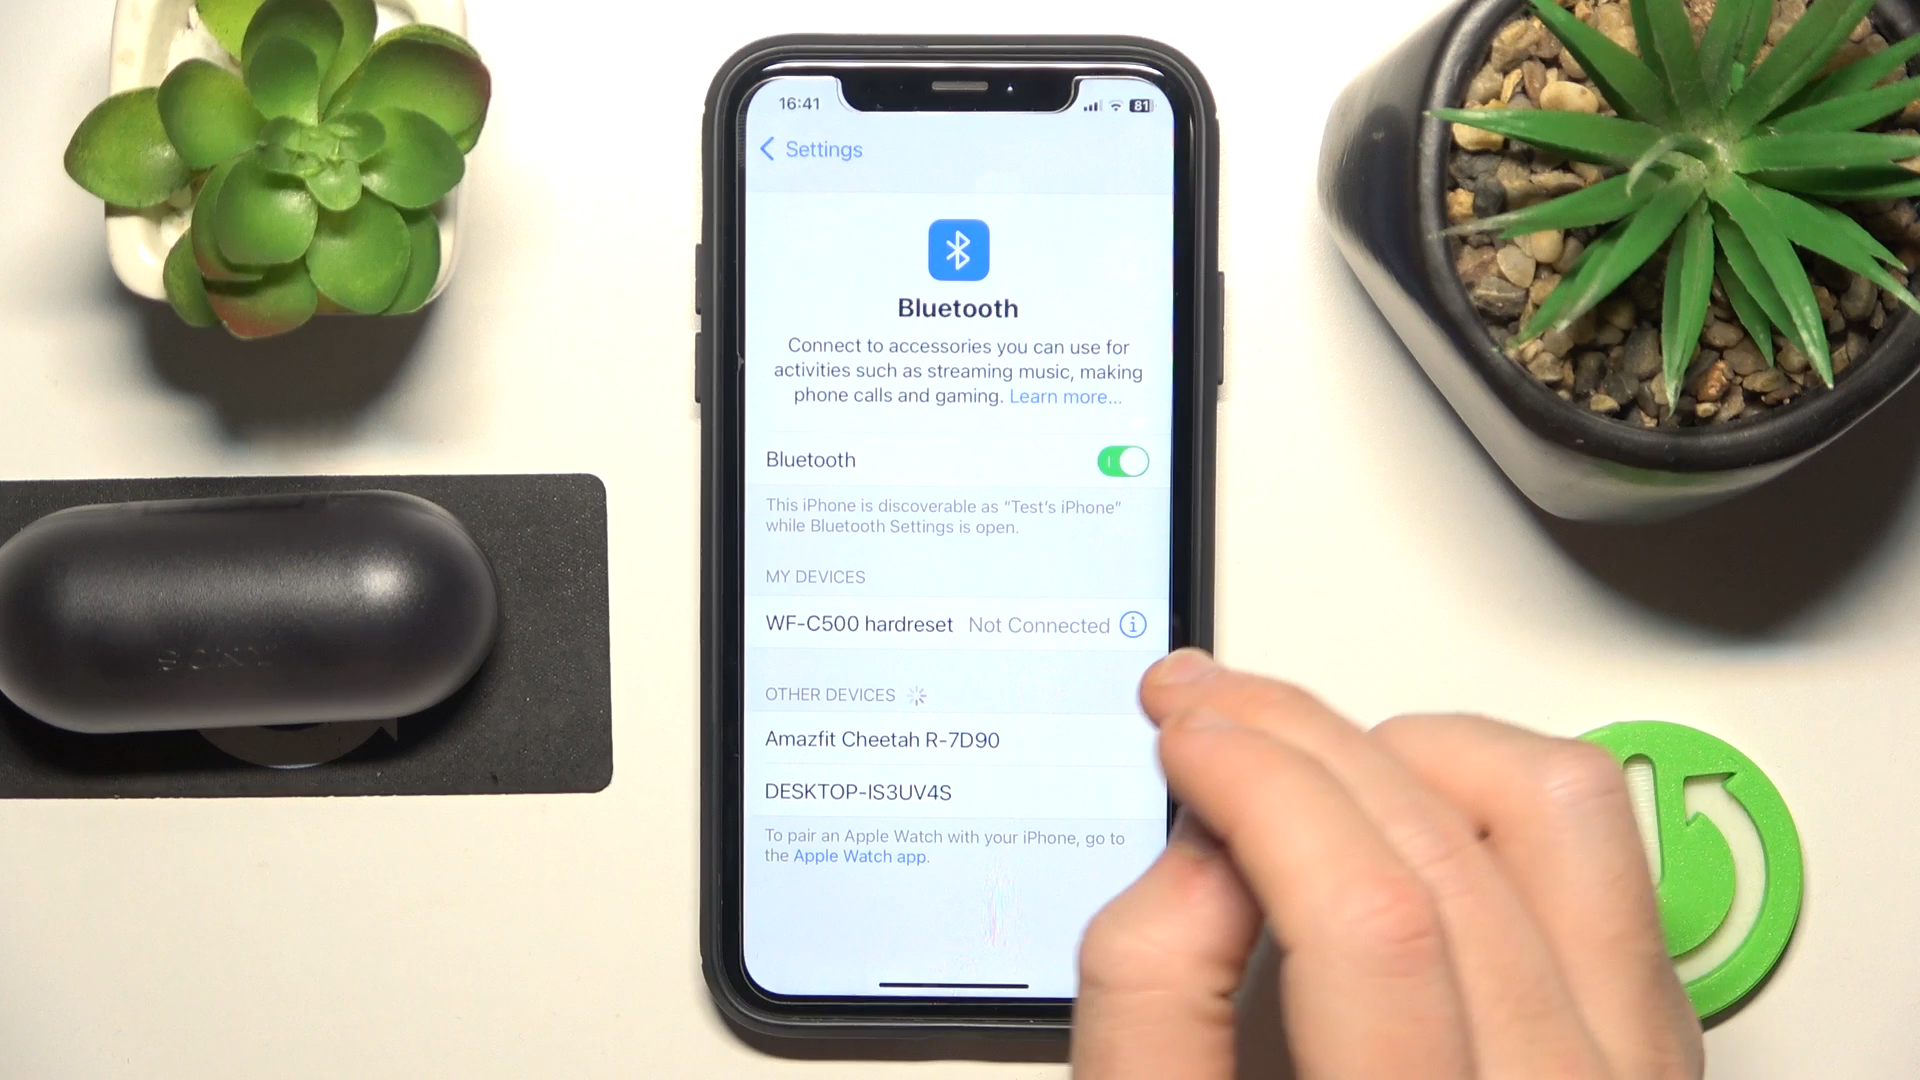 16:41
81
Settings
Bluetooth
Connect to accessories you can use for
activities such as streaming music, making
phone calls and gaming. Learn more...
Bluetooth
This iPhone is discoverable as “Test's iPhone”
while Bluetooth Settings is open.
MY DEVICES
WF-C500 hardreset Not Connected
OTHER DEVICES
Amazfit Cheetah R-7D90
DESKTOP-IS3UV4S
To pair an Apple Watch with your iPhone, go to
the Apple Watch app.
SONY